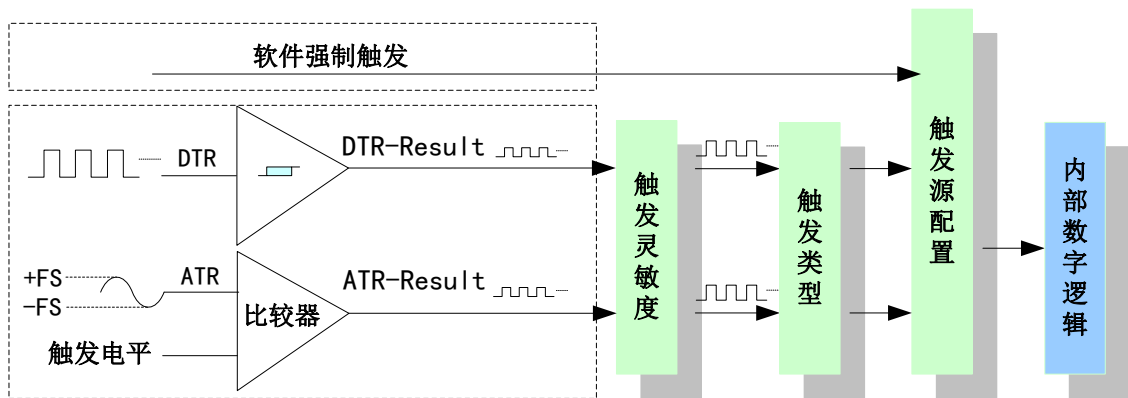 软件强制触发
DTR
DTR-Result
+FS
-FS
ATR
ATR-Result
比较器
触发电平
触发灵敏度
触发类型
触发源配置
内部数字逻辑